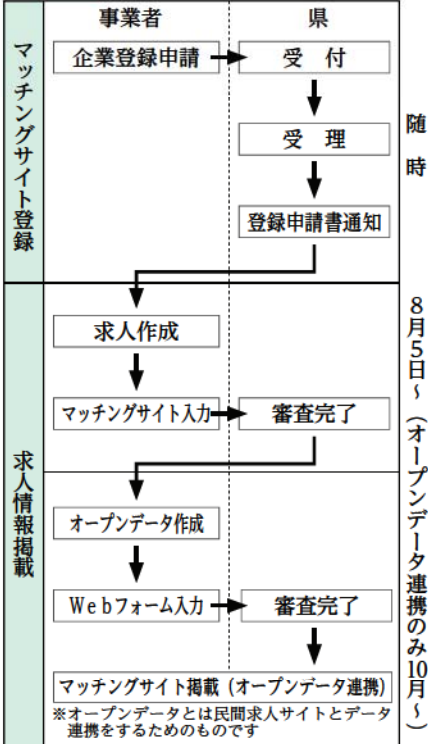 事業者
県
マッチングサイト登録
企業登録申請
受 付
受 理
登録申請書通知
随時
求人情報掲載
求人作成
マッチングサイト入力
審査完了
オープンデータ作成
Webフォーム入力
審査完了
マッチングサイト掲載（オープンデータ連携）
※オープンデータとは民間求人サイトとデータ
連携をするためのものです
8月5日～（オープンデータ連携のみ10月～）